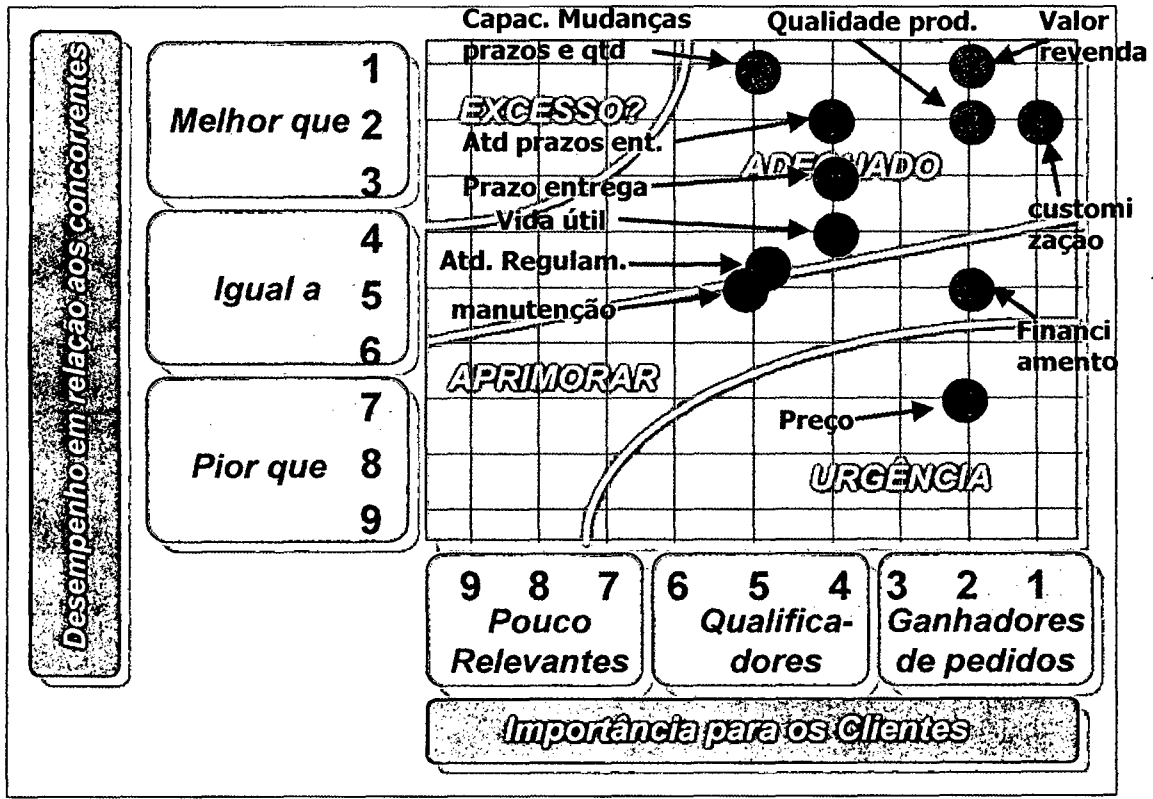 Desempenho em relação aos concorrentes
Melhor que
1
2
3
Igual a
4
5
6
Pior que
7
8
9
Capac. Mudanças
prazos e qtd
Qualidade prod.
Valor
revenda
EXCESSO?
Atd prazos ent.
ADEQUADO
Prazo entrega
Vida útil
customi
zação
Atd. Regulam.
manutenção
Financi
amento
APRIMORAR
Preço
URGÊNCIA
9 8 7
Pouco
Relevantes
6 5 4
Qualifica-
dores
3 2 1
Ganhadores
de pedidos
Importância para os Clientes